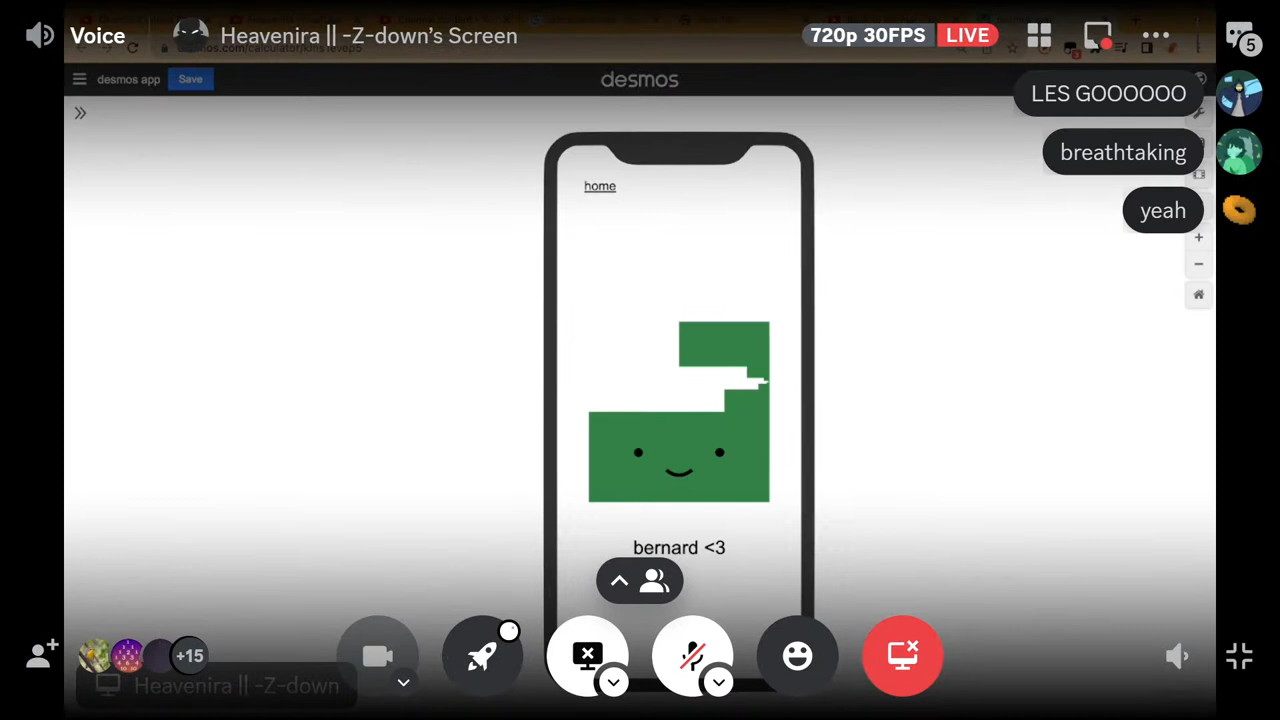 Voice
Heavenira || -Z-down's Screen
720p 30FPS
LIVE
5
desmos app
Save
desmos
LES GOOOOOO
breathtaking
yeah
home
bernard <3
+15
Heavenira || -Z-down